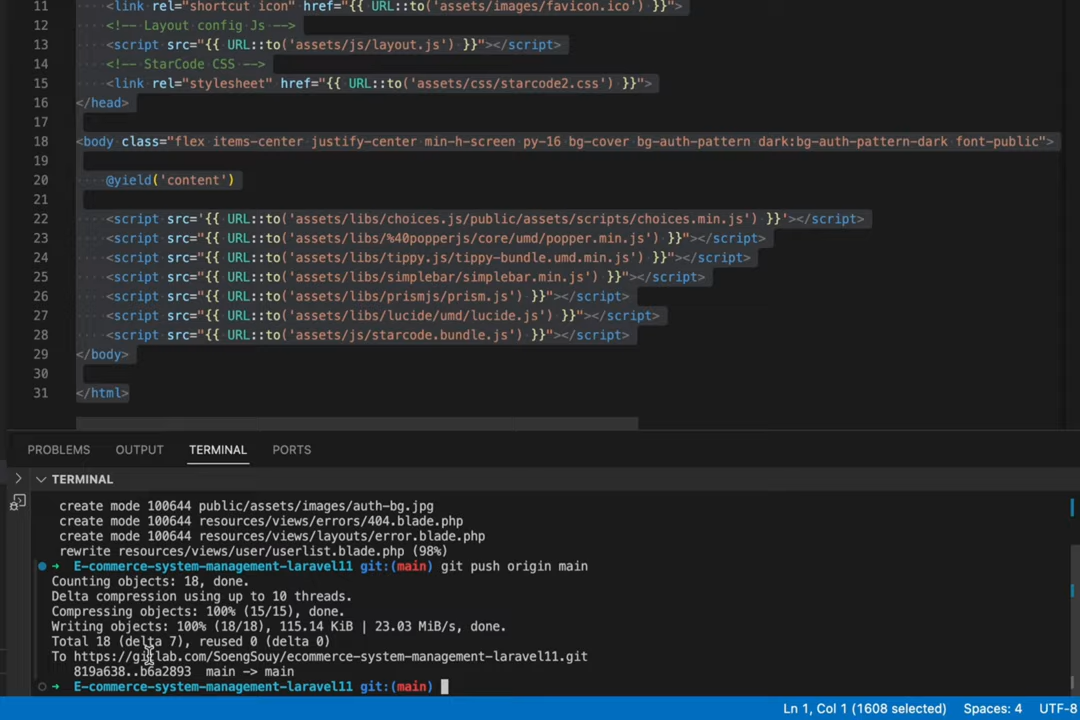 11 <link rel="shortcut icon" href="{{ URL::to('assets/images/favicon.ico') }}">
12 <!-- Layout config Js -->
13 <script src="{{ URL::to('assets/js/layout.js') }}"></script>
14 <!-- StarCode CSS -->
15 <link rel="stylesheet" href="{{ URL::to('assets/css/starcode2.css') }}">
16 </head>
17
18 <body class="flex items-center justify-center min-h-screen py-16 bg-cover bg-auth-pattern dark:bg-auth-pattern-dark font-public">
19
20 @yield('content')
21
22 <script src='{{ URL::to('assets/libs/choices.js/public/assets/scripts/choices.min.js') }}'></script>
23 <script src="{{ URL::to('assets/libs/%40popperjs/core/umd/popper.min.js') }}"></script>
24 <script src="{{ URL::to('assets/libs/tippy.js/tippy-bundle.umd.min.js') }}"></script>
25 <script src="{{ URL::to('assets/libs/simplebar/simplebar.min.js') }}"></script>
26 <script src="{{ URL::to('assets/libs/prismjs/prism.js') }}"></script>
27 <script src="{{ URL::to('assets/libs/lucide/umd/lucide.js') }}"></script>
28 <script src="{{ URL::to('assets/js/starcode.bundle.js') }}"></script>
29 </body>
30
31 </html>
PROBLEMS OUTPUT TERMINAL PORTS
TERMINAL
create mode 100644 public/assets/images/auth-bg.jpg
create mode 100644 resources/views/errors/404.blade.php
create mode 100644 resources/views/layouts/error.blade.php
rewrite resources/views/user/userlist.blade.php (98%)
➜ E-commerce-system-management-laravel11 git:(main) git push origin main
Counting objects: 18, done.
Delta compression using up to 10 threads.
Compressing objects: 100% (15/15), done.
Writing objects: 100% (18/18), 115.14 KiB | 23.03 MiB/s, done.
Total 18 (delta 7), reused 0 (delta 0)
To https://gitlab.com/SoengSouy/ecommerce-system-management-laravel11.git
819a638..b6a2893 main -> main
➜ E-commerce-system-management-laravel11 git:(main)
Ln 1, Col 1 (1608 selected) Spaces: 4 UTF-8